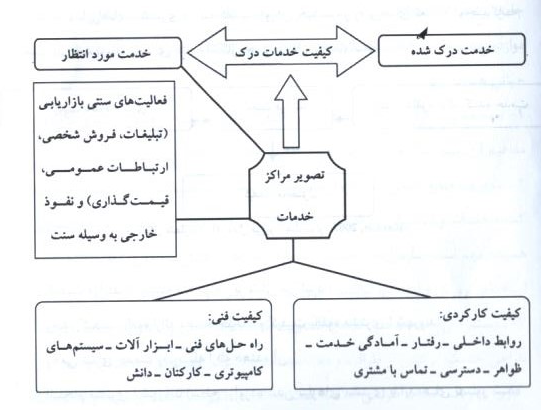 خدمت درک شده
کیفیت خدمات درک
خدمت مورد انتظار
فعالیت‌های سنتی بازاریابی
(تبلیغات، فروش شخصی،
ارتباطات عمومی،
قیمت‌گذاری) و نفوذ
خارجی به وسیله سنت
تصویر مراکز
خدمات
کیفیت کارکردی:
روابط داخلی – رفتار – آمادگی خدمت –
ظواهر – دسترسی – تماس با مشتری
کیفیت فنی:
راه حل‌های فنی – ابزار آلات – سیستم‌های
کامپیوتری – کارکنان – دانش